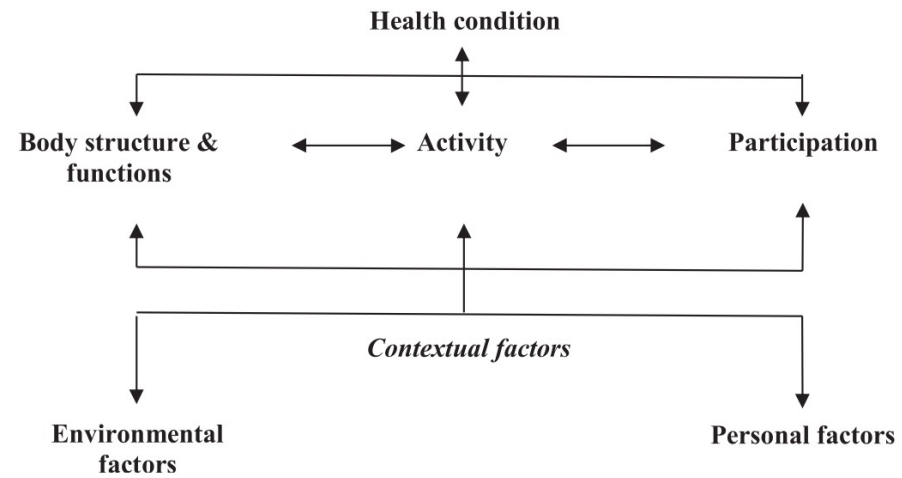 Health condition
Body structure &
functions
Activity
Participation
Contextual factors
Environmental
factors
Personal factors